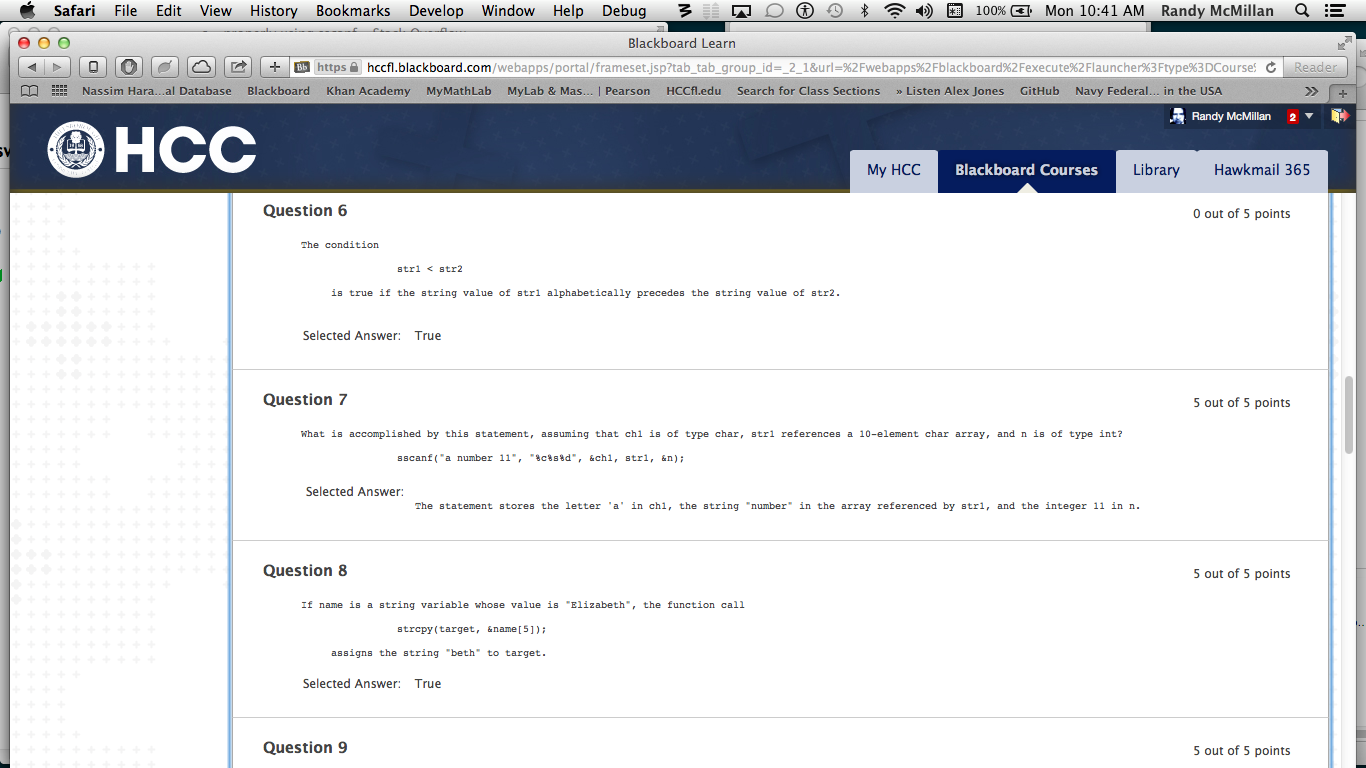 Safari File Edit View History Bookmarks Develop Window Help Debug 100% Mon 10:41 AM Randy McMillan
Blackboard Learn
Bb https hccfl.blackboard.com/webapps/portal/frameset.jsp?tab_tab_group_id=_2_1&url=%2Fwebapps%2Fblackboard%2Fexecute%2Flauncher%3Ftype%3DCourse Reader
Nassim Hara...al Database Blackboard Khan Academy MyMathLab MyLab & Mas... | Pearson HCCfl.edu Search for Class Sections » Listen Alex Jones GitHub Navy Federal... in the USA
Randy McMillan 2
HCC
My HCC Blackboard Courses Library Hawkmail 365
Question 6
0 out of 5 points
The condition
str1 < str2
is true if the string value of str1 alphabetically precedes the string value of str2.
Selected Answer: True
Question 7
5 out of 5 points
What is accomplished by this statement, assuming that ch1 is of type char, str1 references a 10-element char array, and n is of type int?
sscanf("a number 11", "%c%s%d", &ch1, str1, &n);
Selected Answer:
The statement stores the letter 'a' in ch1, the string "number" in the array referenced by str1, and the integer 11 in n.
Question 8
5 out of 5 points
If name is a string variable whose value is "Elizabeth", the function call
strcpy(target, &name[5]);
assigns the string "beth" to target.
Selected Answer: True
Question 9
5 out of 5 points